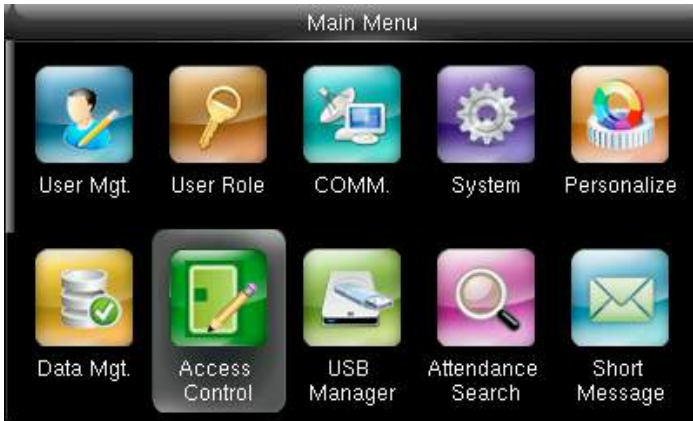 Main Menu
User Mgt.
User Role
COMM.
System
Personalize
Data Mgt.
Access
Control
USB
Manager
Attendance
Search
Short
Message